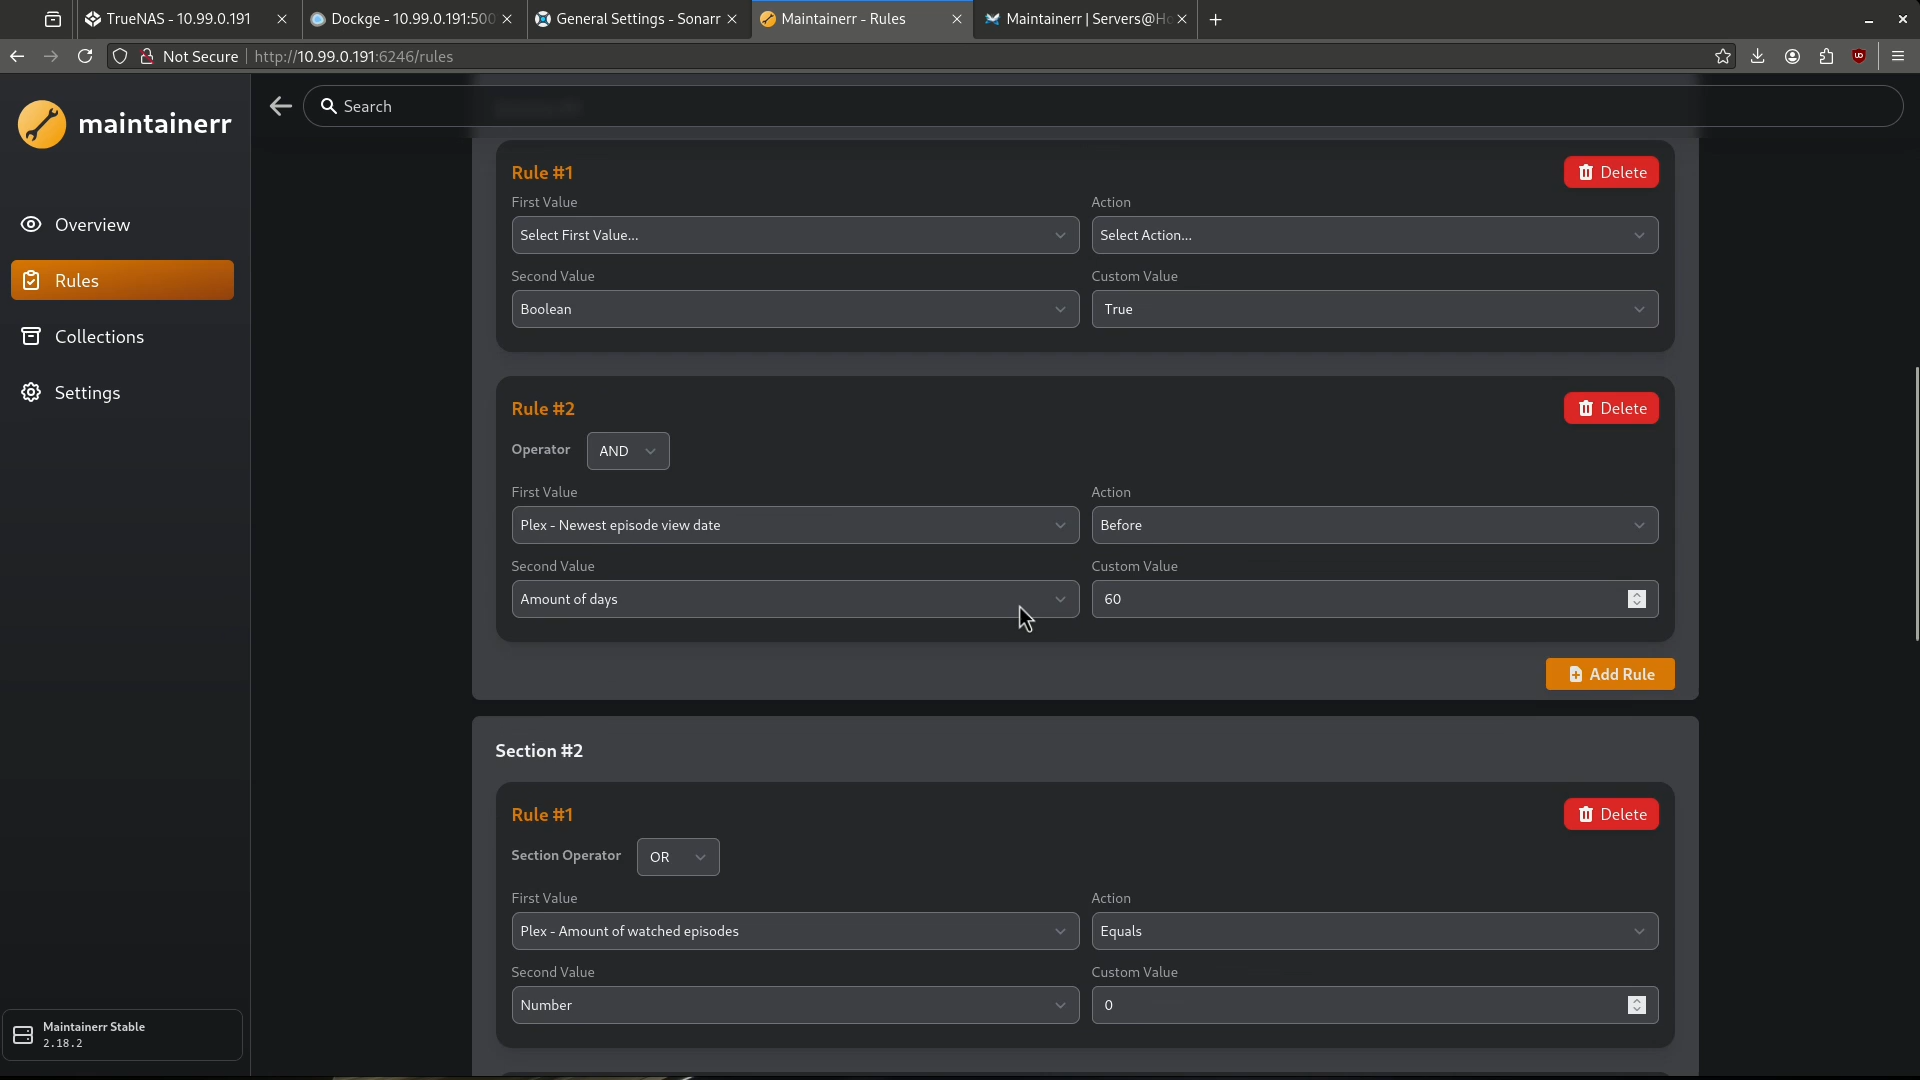 TrueNAS - 10.99.0.191
Dockge - 10.99.0.191:500
General Settings - Sonarr
Maintainerr - Rules
Maintainerr | Servers@Ho
Not Secure
http://10.99.0.191:6246/rules
maintainerr
Search
Overview
Rules
Collections
Settings
Rule #1
Delete
First Value
Action
Select First Value...
Select Action...
Second Value
Custom Value
Boolean
True
Rule #2
Delete
Operator
AND
First Value
Action
Plex - Newest episode view date
Before
Second Value
Custom Value
Amount of days
60
Add Rule
Section #2
Rule #1
Delete
Section Operator
OR
First Value
Action
Plex - Amount of watched episodes
Equals
Second Value
Custom Value
Number
0
Maintainerr Stable
2.18.2